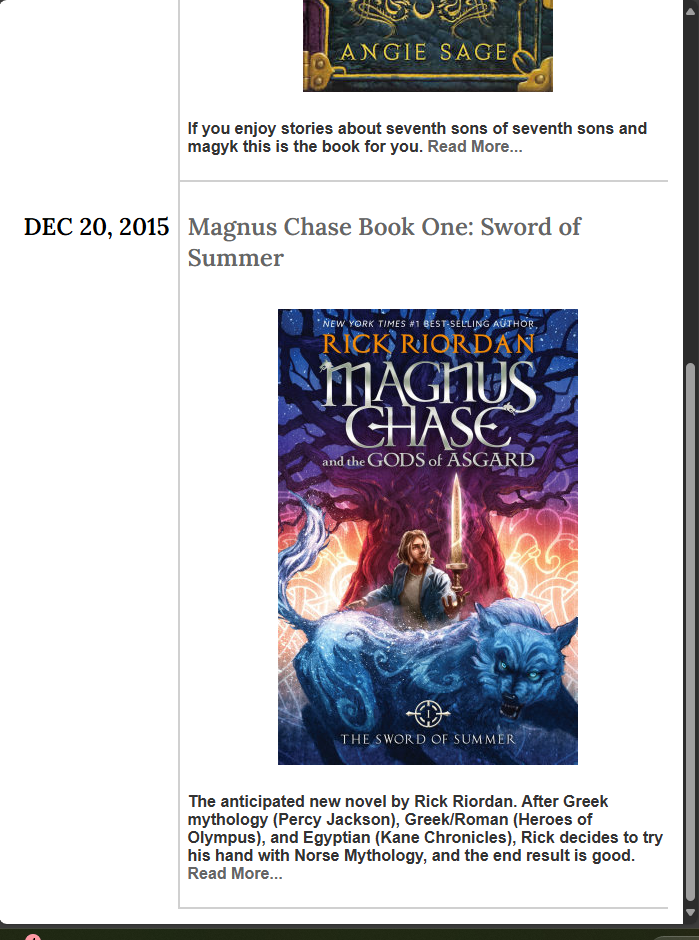 ANGIE SAGE
If you enjoy stories about seventh sons of seventh sons and
magyk this is the book for you. Read More...
DEC 20, 2015
Magnus Chase Book One: Sword of
Summer
NEW YORK TIMES #1 BEST-SELLING AUTHOR
RICK RIORDAN
MAGNUS
CHASE
and the GODS of ASGARD
I
THE SWORD OF SUMMER
The anticipated new novel by Rick Riordan. After Greek
mythology (Percy Jackson), Greek/Roman (Heroes of
Olympus), and Egyptian (Kane Chronicles), Rick decides to try
his hand with Norse Mythology, and the end result is good.
Read More...